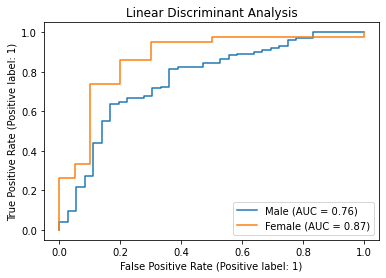 Linear Discriminant Analysis
True Positive Rate (Positive label: 1)
1.0
0.8
0.6
0.4
0.2
0.0
Male (AUC = 0.76)
Female (AUC = 0.87)
0.0 0.2 0.4 0.6 0.8 1.0
False Positive Rate (Positive label: 1)